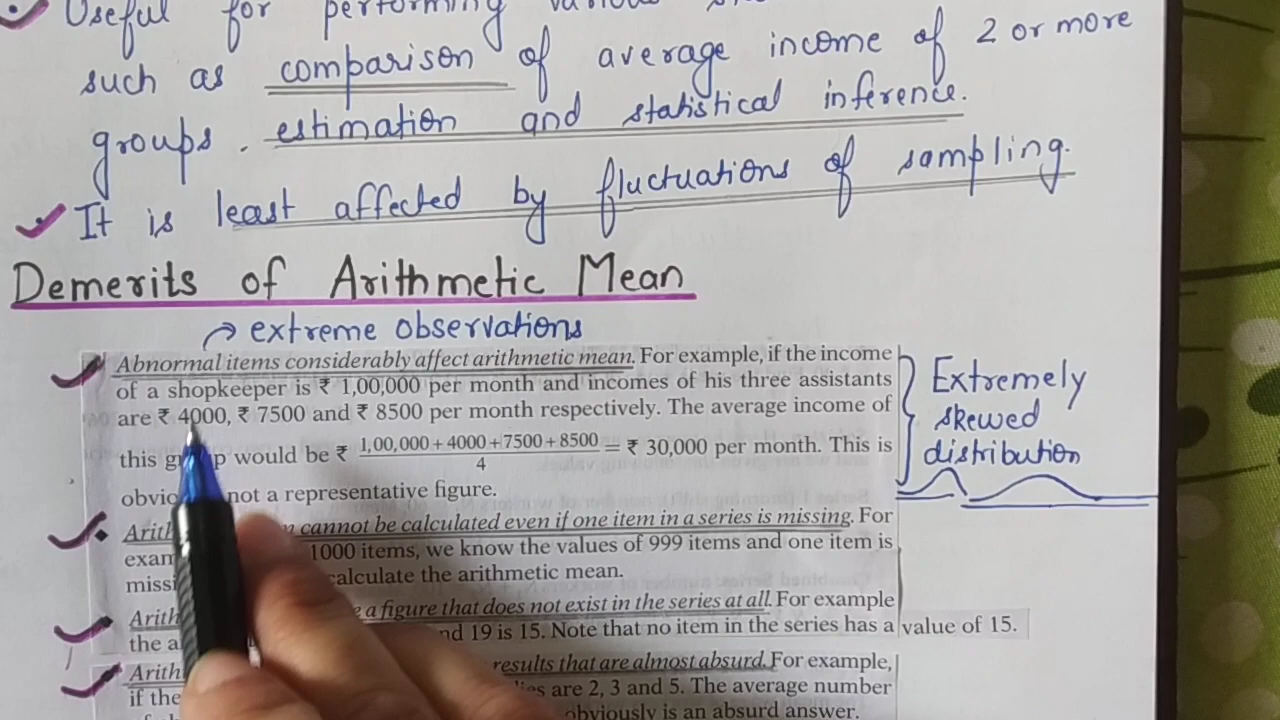 Useful for performing various
such as comparison of average income of 2 or more
groups. estimation and statistical inference.
It is least affected by fluctuations of sampling.
Demerits of Arithmetic Mean
extreme observations
Abnormal items considerably affect arithmetic mean. For example, if the income
of a shopkeeper is ₹ 1,00,000 per month and incomes of his three assistants
are ₹ 4000, ₹ 7500 and ₹ 8500 per month respectively. The average income of
this would be ₹ 1,00,000 + 4000 + 7500 + 8500 / 4 = ₹ 30,000 per month. This is
not a representative figure.
Extremely
skewed
distribution
cannot be calculated even if one item in a series is missing. For
1000 items, we know the values of 999 items and one item is
calculate the arithmetic mean.
a figure that does not exist in the series at all. For example
19 is 15. Note that no item in the series has a value of 15.
results that are almost absurd. For example,
if the are 2, 3 and 5. The average number
obviously is an absurd answer.